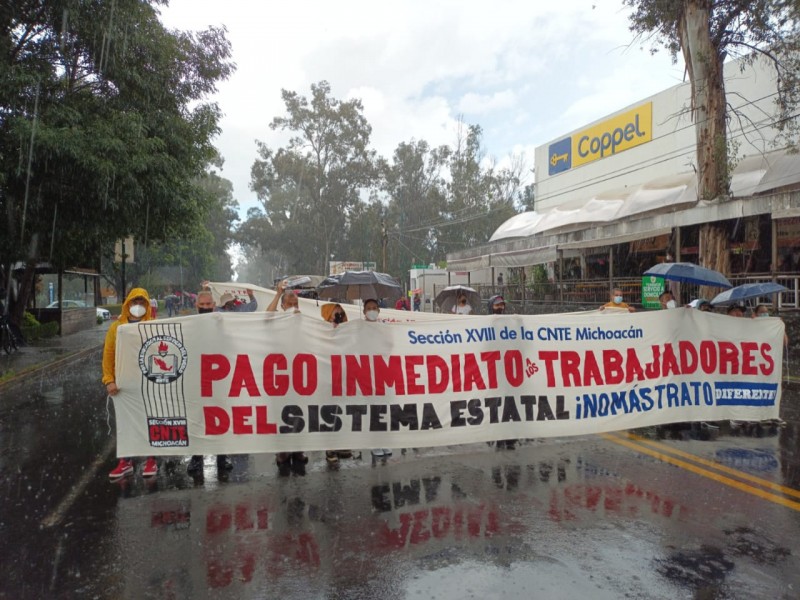 Coppel
Sección XVIII de la CNTE Michoacán
PAGO INMEDIATO A LOS TRABAJADORES
DEL SISTEMA ESTATAL ¡NO MÁS TRATO DIFERENTE!
SECCIÓN XVIII
CNTE
MICHOACÁN